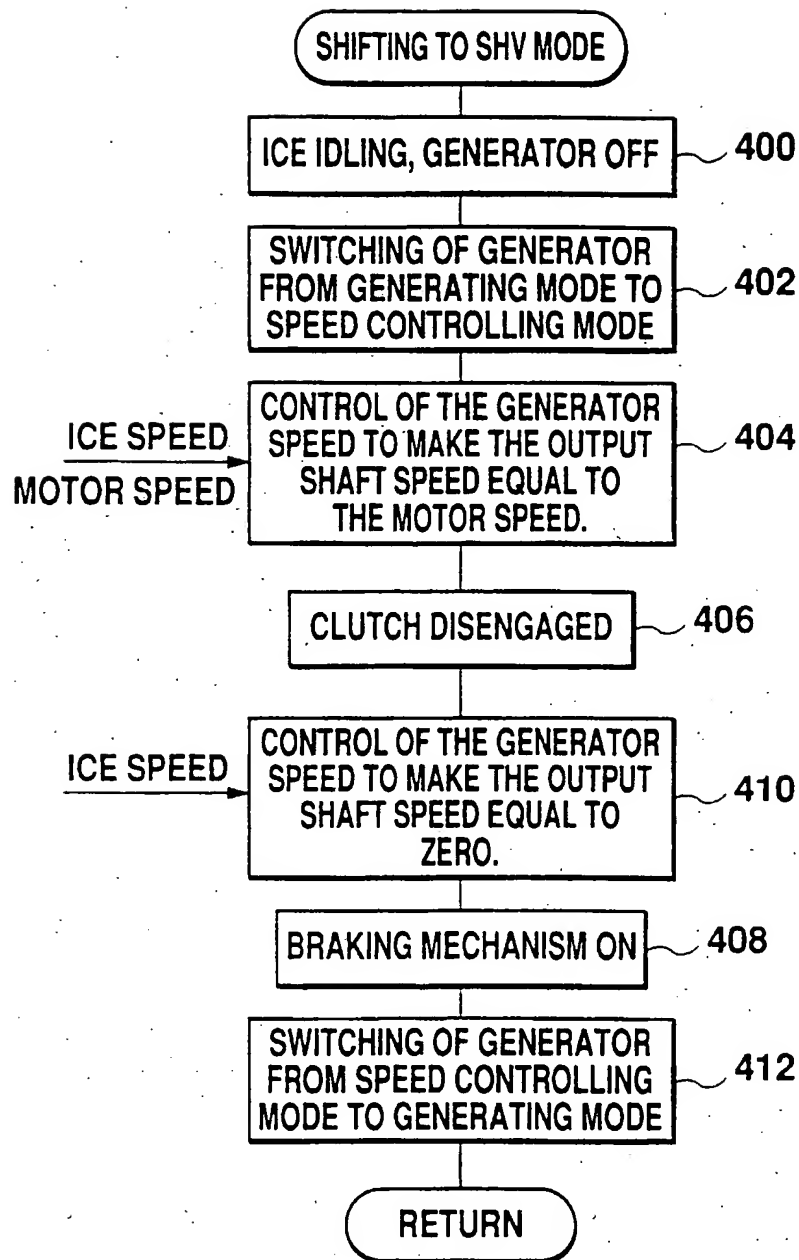 SHIFTING TO SHV MODE
ICE IDLING, GENERATOR OFF
400
SWITCHING OF GENERATOR
FROM GENERATING MODE TO
SPEED CONTROLLING MODE
402
ICE SPEED
MOTOR SPEED
CONTROL OF THE GENERATOR
SPEED TO MAKE THE OUTPUT
SHAFT SPEED EQUAL TO
THE MOTOR SPEED.
404
CLUTCH DISENGAGED
406
ICE SPEED
CONTROL OF THE GENERATOR
SPEED TO MAKE THE OUTPUT
SHAFT SPEED EQUAL TO
ZERO.
410
BRAKING MECHANISM ON
408
SWITCHING OF GENERATOR
FROM SPEED CONTROLLING
MODE TO GENERATING MODE
412
RETURN